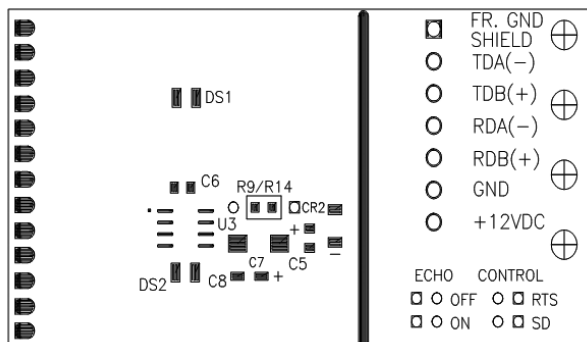 FR. GND
SHIELD
TDA(-)
DS1
TDB(+)
RDA(-)
RDB(+)
C6
R9/R14
GND
CR2
U3
+
+12VDC
C7
C5
-
DS2
C8
+
ECHO CONTROL
OFF RTS
ON SD